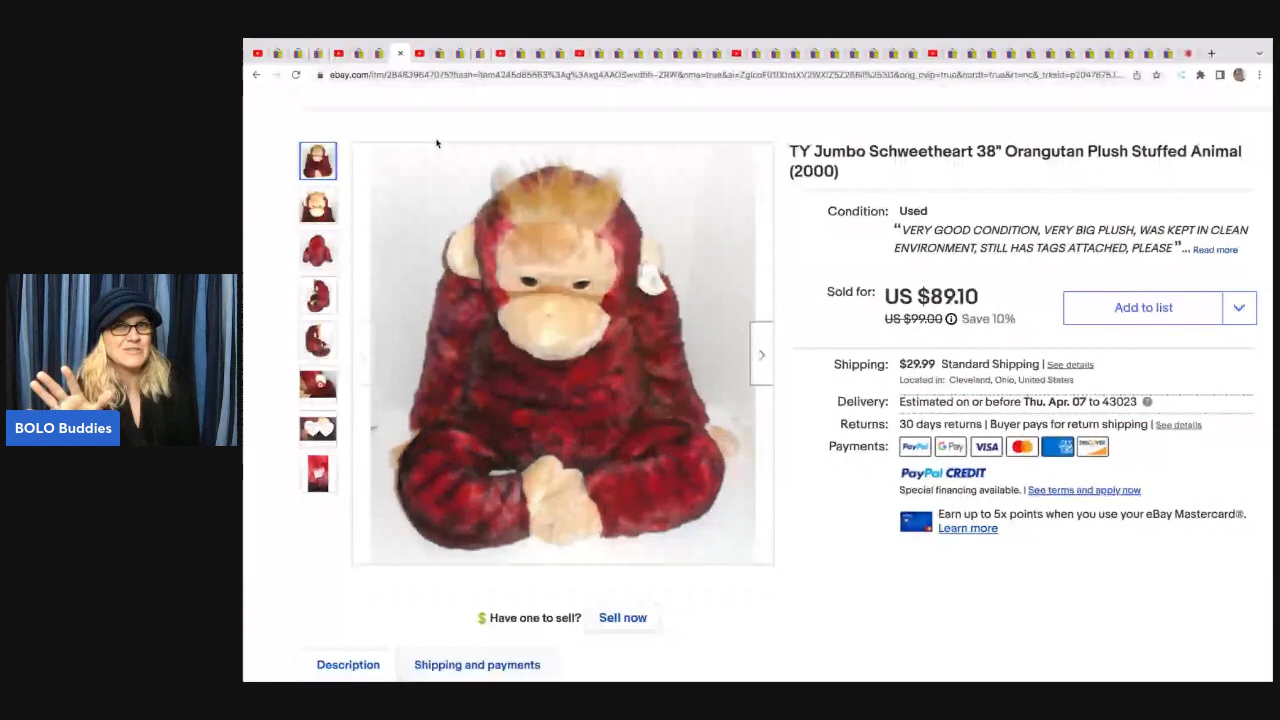 TY Jumbo Schweetheart 38" Orangutan Plush Stuffed Animal
(2000)
Condition: Used
“ VERY GOOD CONDITION, VERY BIG PLUSH, WAS KEPT IN CLEAN
ENVIRONMENT, STILL HAS TAGS ATTACHED, PLEASE ”... Read more
Sold for: US $89.10
Add to list
US $99.00 Save 10%
Shipping: $29.99 Standard Shipping | See details
Located in: Cleveland, Ohio, United States
Delivery: Estimated on or before Thu. Apr. 07 to 43023
Returns: 30 days returns | Buyer pays for return shipping | See details
Payments: PayPal G Pay VISA DISCOVER
PayPal CREDIT
Special financing available. | See terms and apply now
Earn up to 5x points when you use your eBay Mastercard®.
Learn more
BOLO Buddies
Have one to sell? Sell now
Description Shipping and payments